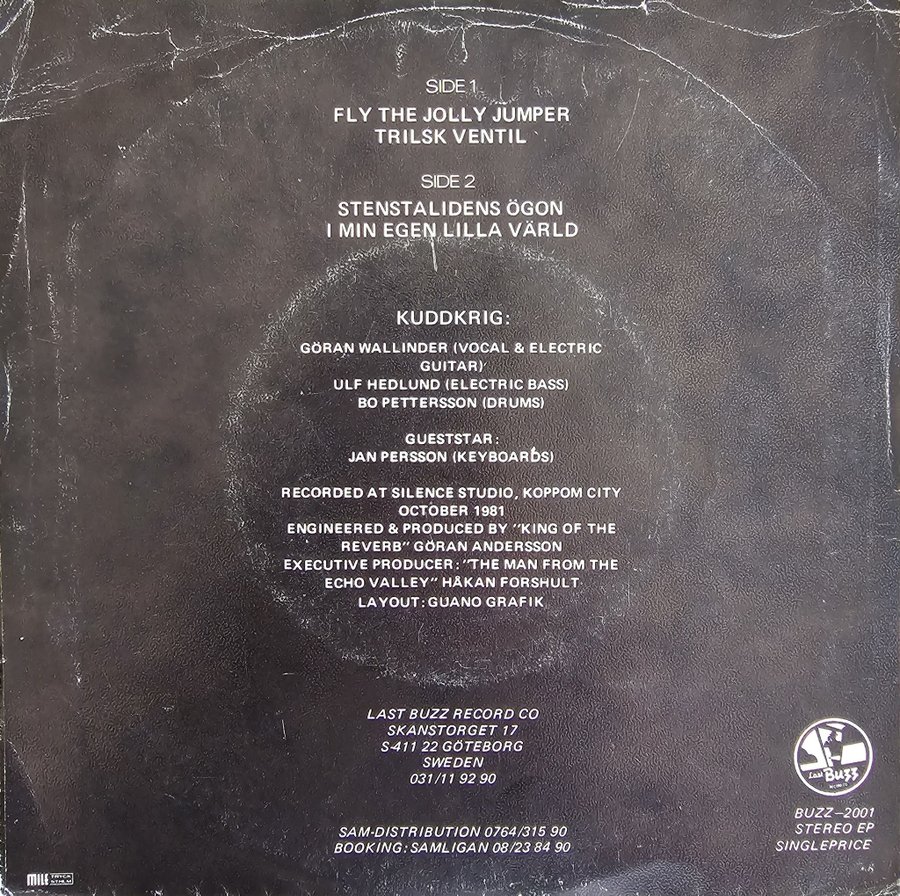 SIDE 1
FLY THE JOLLY JUMPER
TRILSK VENTIL
SIDE 2
STENSTALIDENS ÖGON
I MIN EGEN LILLA VÄRLD
KUDDKRIG:
GÖRAN WALLINDER (VOCAL & ELECTRIC
GUITAR)
ULF HEDLUND (ELECTRIC BASS)
BO PETTERSSON (DRUMS)
GUESTSTAR:
JAN PERSSON (KEYBOARDS)
RECORDED AT SILENCE STUDIO, KOPPOM CITY
OCTOBER 1981
ENGINEERED & PRODUCED BY "KING OF THE
REVERB" GÖRAN ANDERSSON
EXECUTIVE PRODUCER: "THE MAN FROM THE
ECHO VALLEY" HÅKAN FORSHULT
LAYOUT: GUANO GRAFIK
LAST BUZZ RECORD CO
SKANSTORGET 17
S-411 22 GÖTEBORG
SWEDEN
031/11 92 90
SAM-DISTRIBUTION 0764/315 90
BOOKING: SAMLIGAN 08/23 84 90
Last Buzz
RECORDS
BUZZ-2001
STEREO EP
SINGLEPRICE
MILE TRYCK
STHLM